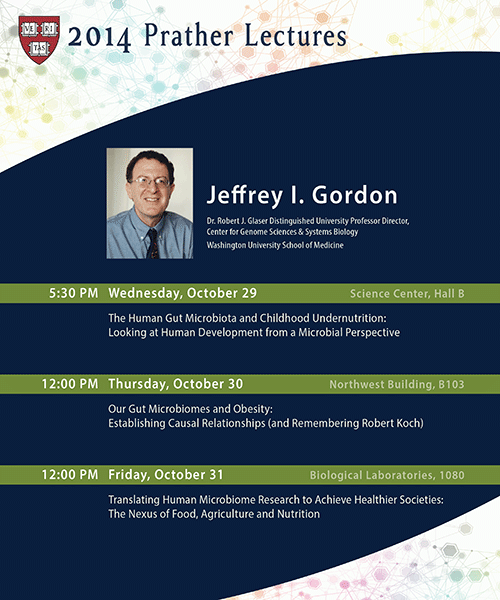 VE RI
TAS
2014 Prather Lectures
Jeffrey I. Gordon
Dr. Robert J. Glaser Distinguished University Professor Director,
Center for Genome Sciences & Systems Biology
Washington University School of Medicine
5:30 PM Wednesday, October 29 Science Center, Hall B
The Human Gut Microbiota and Childhood Undernutrition:
Looking at Human Development from a Microbial Perspective
12:00 PM Thursday, October 30 Northwest Building, B103
Our Gut Microbiomes and Obesity:
Establishing Causal Relationships (and Remembering Robert Koch)
12:00 PM Friday, October 31 Biological Laboratories, 1080
Translating Human Microbiome Research to Achieve Healthier Societies:
The Nexus of Food, Agriculture and Nutrition